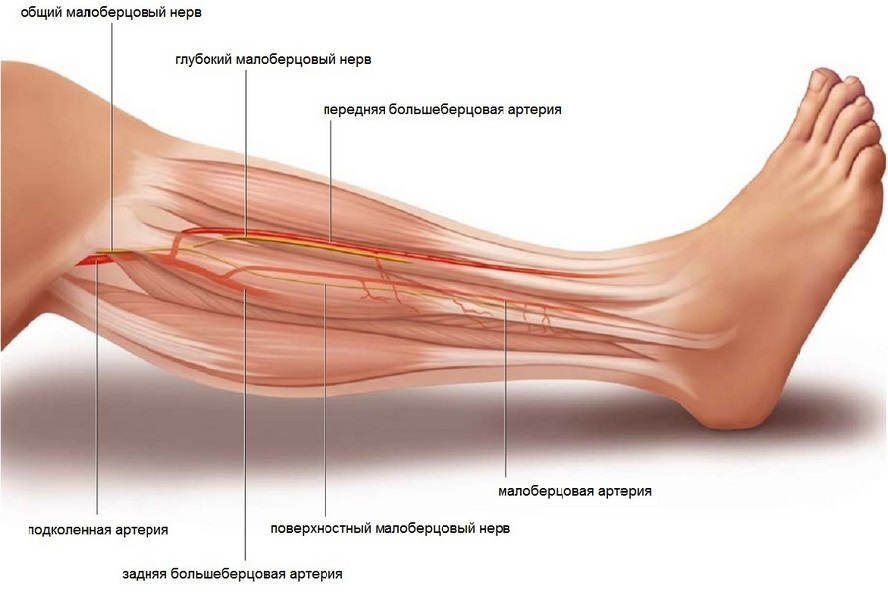 общий малоберцовый нерв
глубокий малоберцовый нерв
передняя большеберцовая артерия
малоберцовая артерия
подколенная артерия
поверхностный малоберцовый нерв
задняя большеберцовая артерия